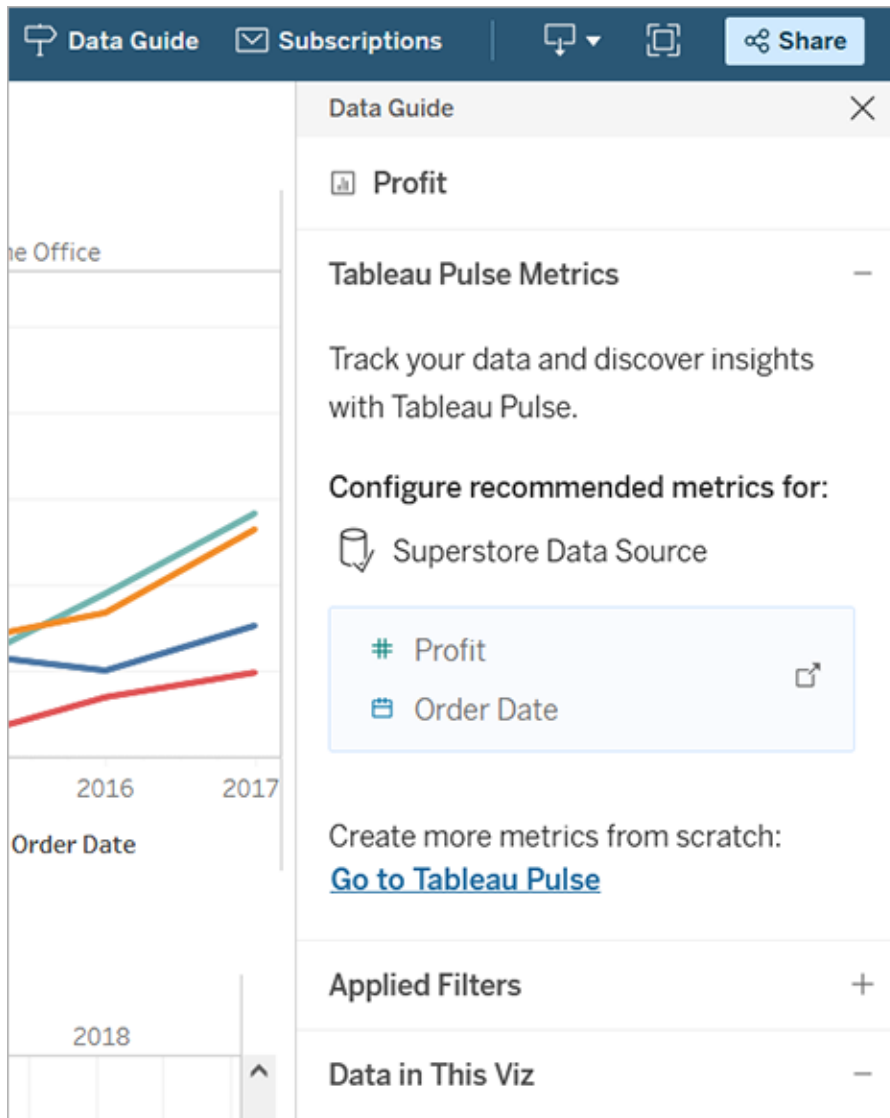 Data Guide Subscriptions Share
Data Guide
Profit
ne Office
Tableau Pulse Metrics
Track your data and discover insights
with Tableau Pulse.
Configure recommended metrics for:
Superstore Data Source
Profit
Order Date
2016 2017
Order Date
Create more metrics from scratch:
Go to Tableau Pulse
Applied Filters
2018
Data in This Viz